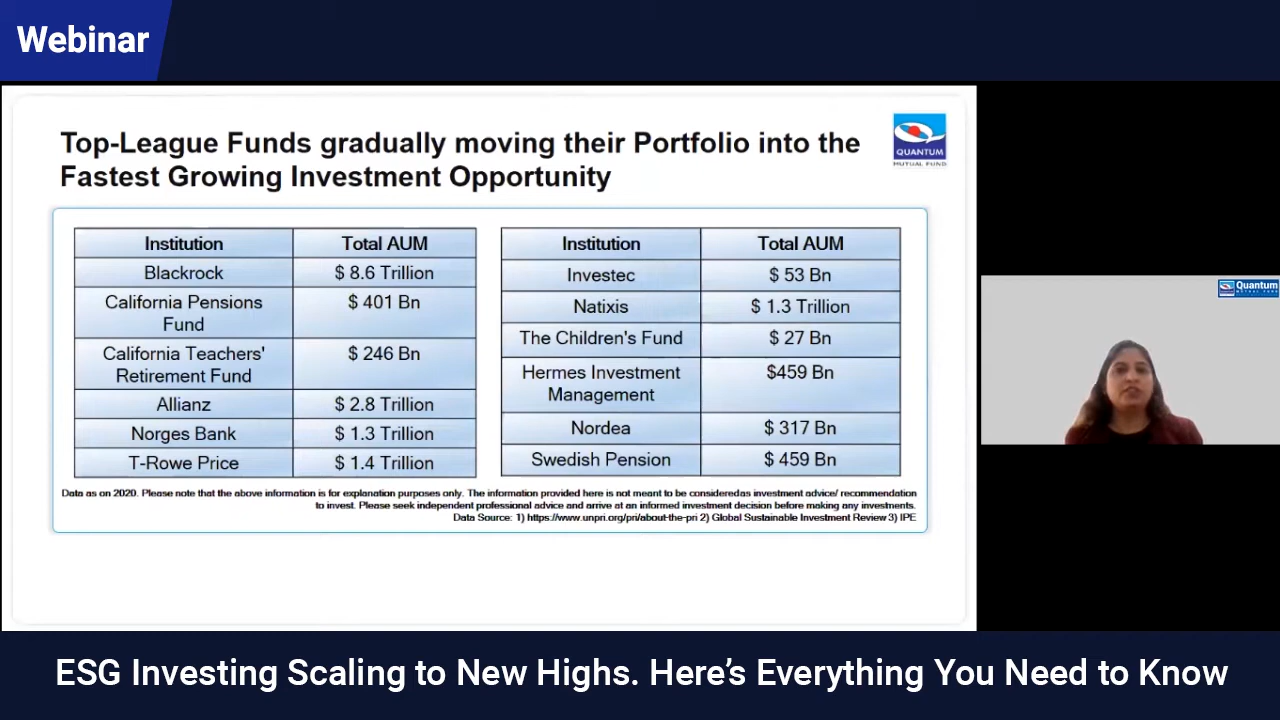 Webinar
Top-League Funds gradually moving their Portfolio into the
Fastest Growing Investment Opportunity
QUANTUM
MUTUAL FUND
Institution Total AUM
Blackrock $ 8.6 Trillion
California Pensions $ 401 Bn
Fund
California Teachers' $ 246 Bn
Retirement Fund
Allianz $ 2.8 Trillion
Norges Bank $ 1.3 Trillion
T-Rowe Price $ 1.4 Trillion
Institution Total AUM
Investec $ 53 Bn
Natixis $ 1.3 Trillion
The Children's Fund $ 27 Bn
Hermes Investment $459 Bn
Management
Nordea $ 317 Bn
Swedish Pension $ 459 Bn
Data as on 2020. Please note that the above information is for explanation purposes only. The information provided here is not meant to be consideredas investment advice/ recommendation
to invest. Please seek independent professional advice and arrive at an informed investment decision before making any investments.
Data Source: 1) https://www.unpri.org/pri/about-the-pri 2) Global Sustainable Investment Review 3) IPE
Quantum
MUTUAL FUND
ESG Investing Scaling to New Highs. Here’s Everything You Need to Know